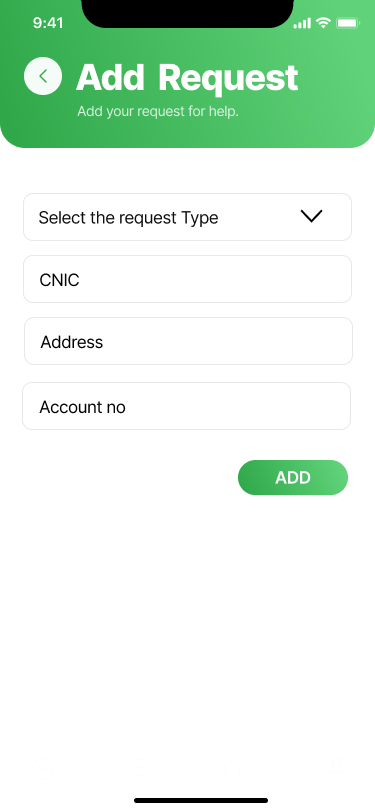 9:41
Add Request
Add your request for help.
Select the request Type
CNIC
Address
Account no
ADD